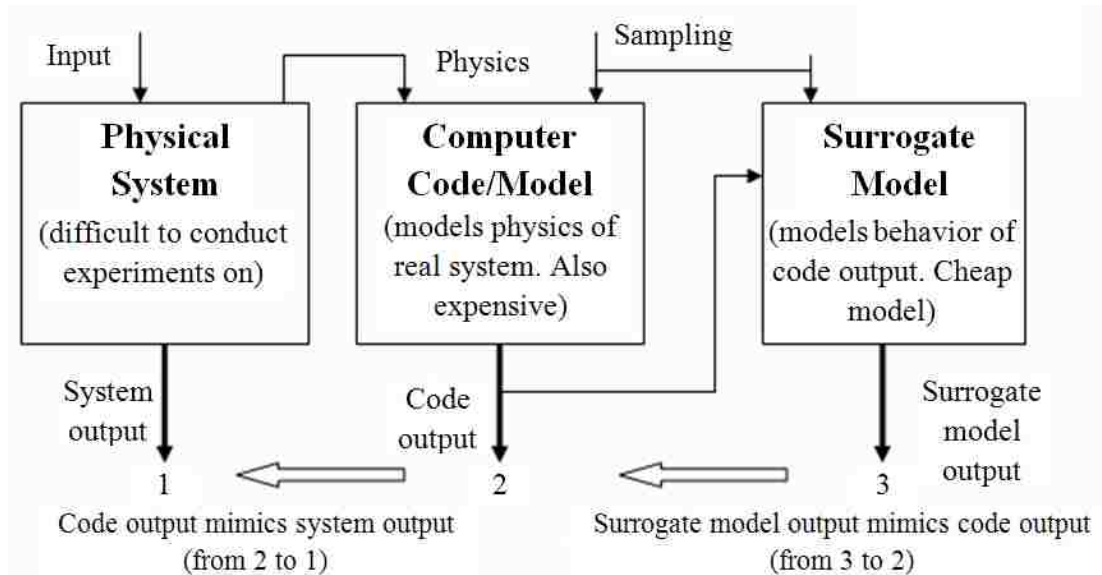 Input
Physics
Sampling
Physical
System
(difficult to conduct
experiments on)
Computer
Code/Model
(models physics of
real system. Also
expensive)
Surrogate
Model
(models behavior of
code output. Cheap
model)
System
output
Code
output
Surrogate
model
output
1
2
3
Code output mimics system output
(from 2 to 1)
Surrogate model output mimics code output
(from 3 to 2)